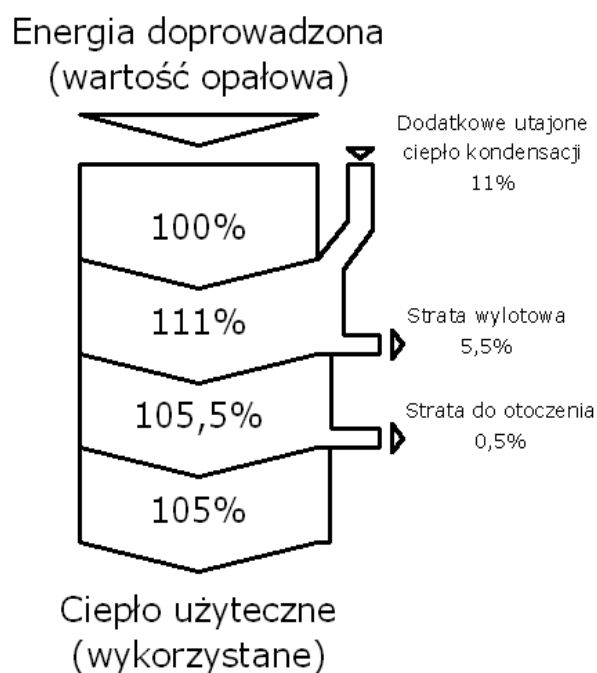 Energia doprowadzona
(wartość opałowa)
Dodatkowe utajone
ciepło kondensacji
11%
100%
111%
Strata wylotowa
5,5%
105,5%
Strata do otoczenia
0,5%
105%
Ciepło użyteczne
(wykorzystane)